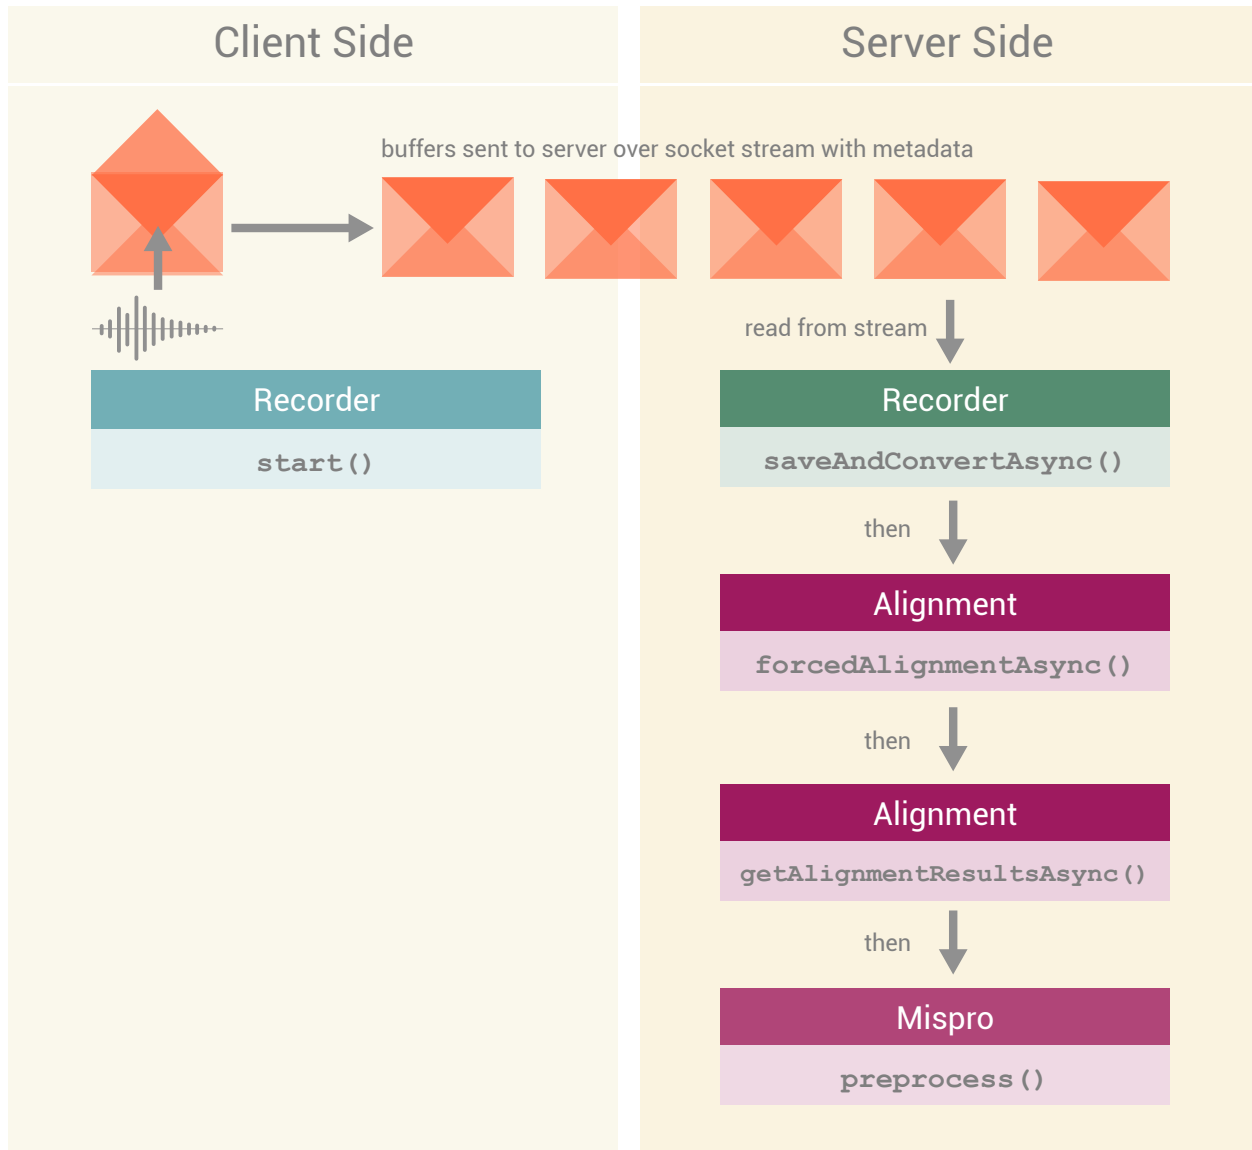 Client Side
Server Side
buffers sent to server over socket stream with metadata
read from stream
Recorder
start()
Recorder
saveAndConvertAsync()
then
Alignment
forcedAlignmentAsync()
then
Alignment
getAlignmentResultsAsync()
then
Mispro
preprocess()